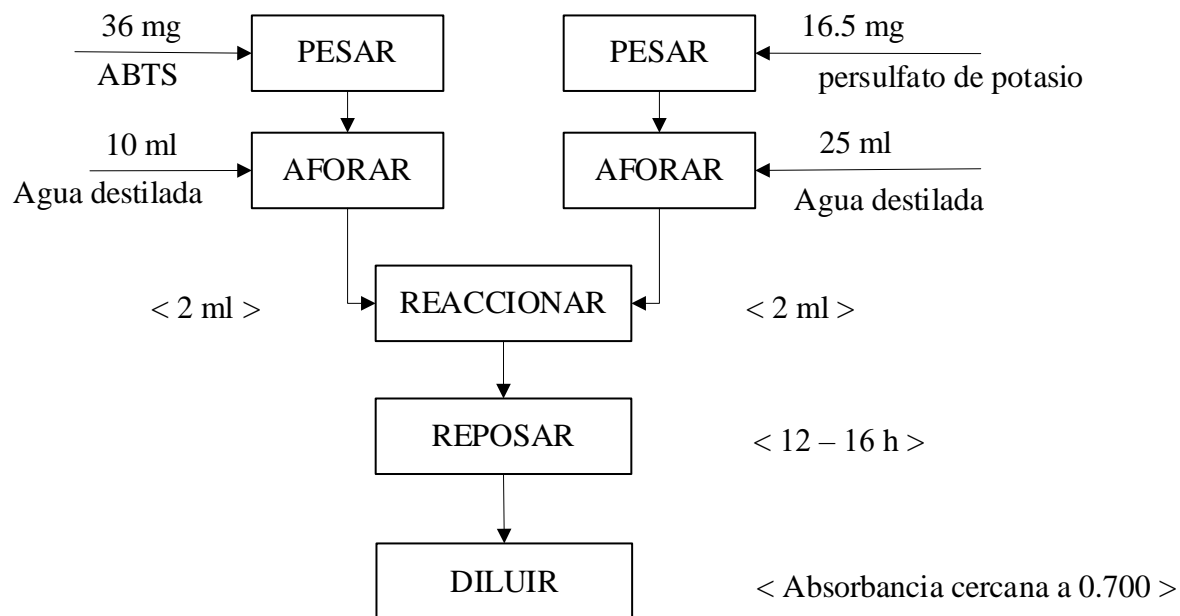 36 mg
ABTS
PESAR
PESAR
16.5 mg
persulfato de potasio
10 ml
Agua destilada
AFORAR
AFORAR
25 ml
Agua destilada
< 2 ml >
REACCIONAR
< 2 ml >
REPOSAR
< 12 – 16 h >
DILUIR
< Absorbancia cercana a 0.700 >